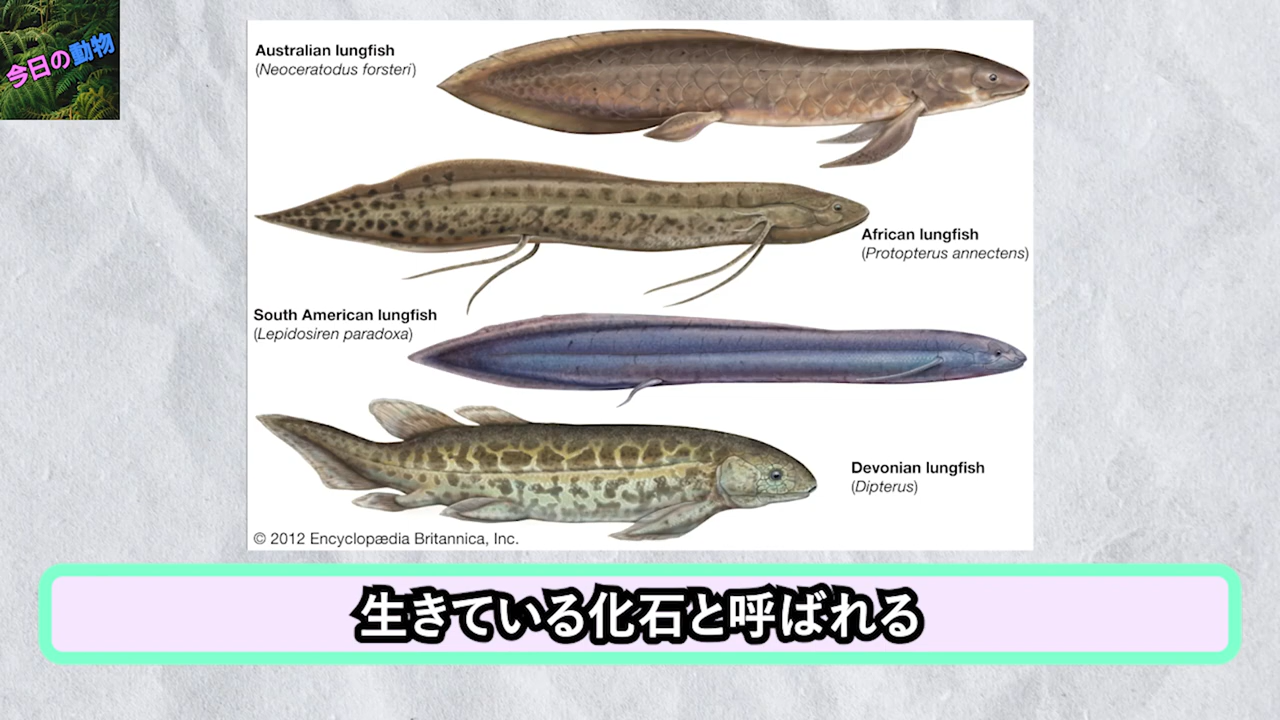 今日の動物
Australian lungfish
(Neoceratodus forsteri)
African lungfish
(Protopterus annectens)
South American lungfish
(Lepidosiren paradoxa)
Devonian lungfish
(Dipterus)
© 2012 Encyclopædia Britannica, Inc.
生きている化石と呼ばれる